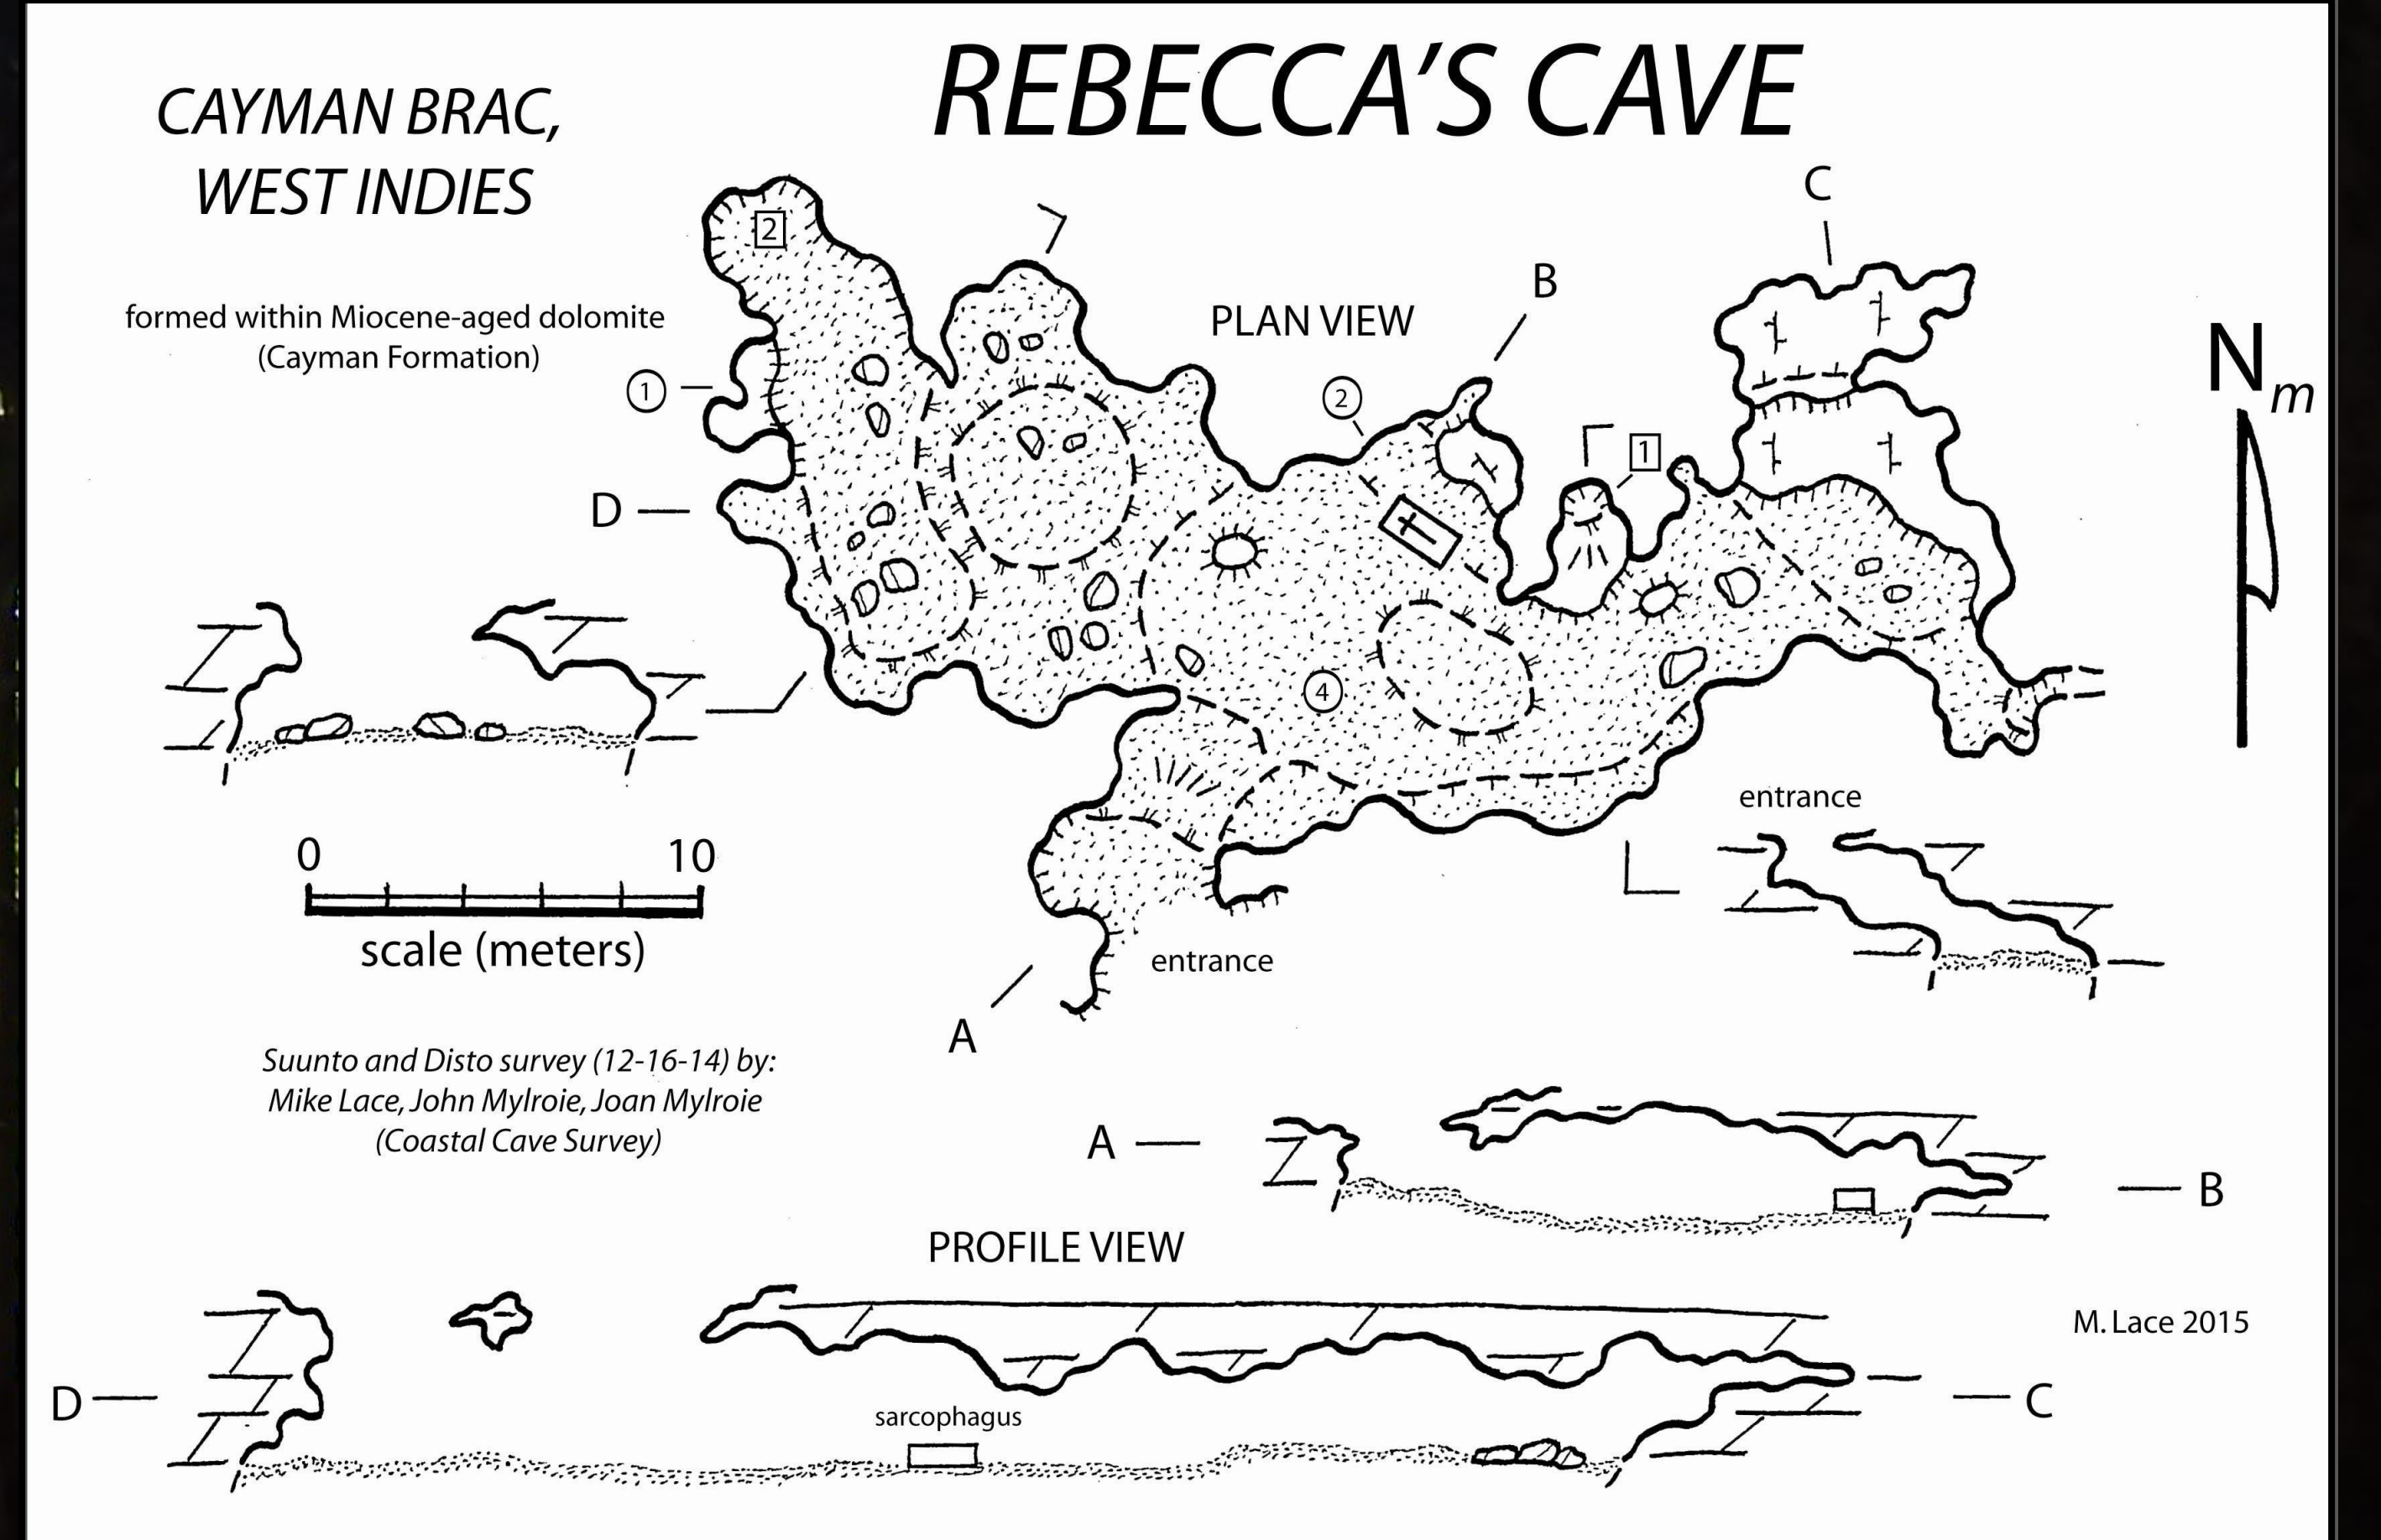 REBECCA'S CAVE
CAYMAN BRAC,
WEST INDIES
formed within Miocene-aged dolomite
(Cayman Formation)
PLAN VIEW
2
C
B
1
2
1
D
4
N
m
entrance
entrance
A
0 10
scale (meters)
Suunto and Disto survey (12-16-14) by:
Mike Lace, John Mylroie, Joan Mylroie
(Coastal Cave Survey)
A
B
PROFILE VIEW
M. Lace 2015
D
sarcophagus
C